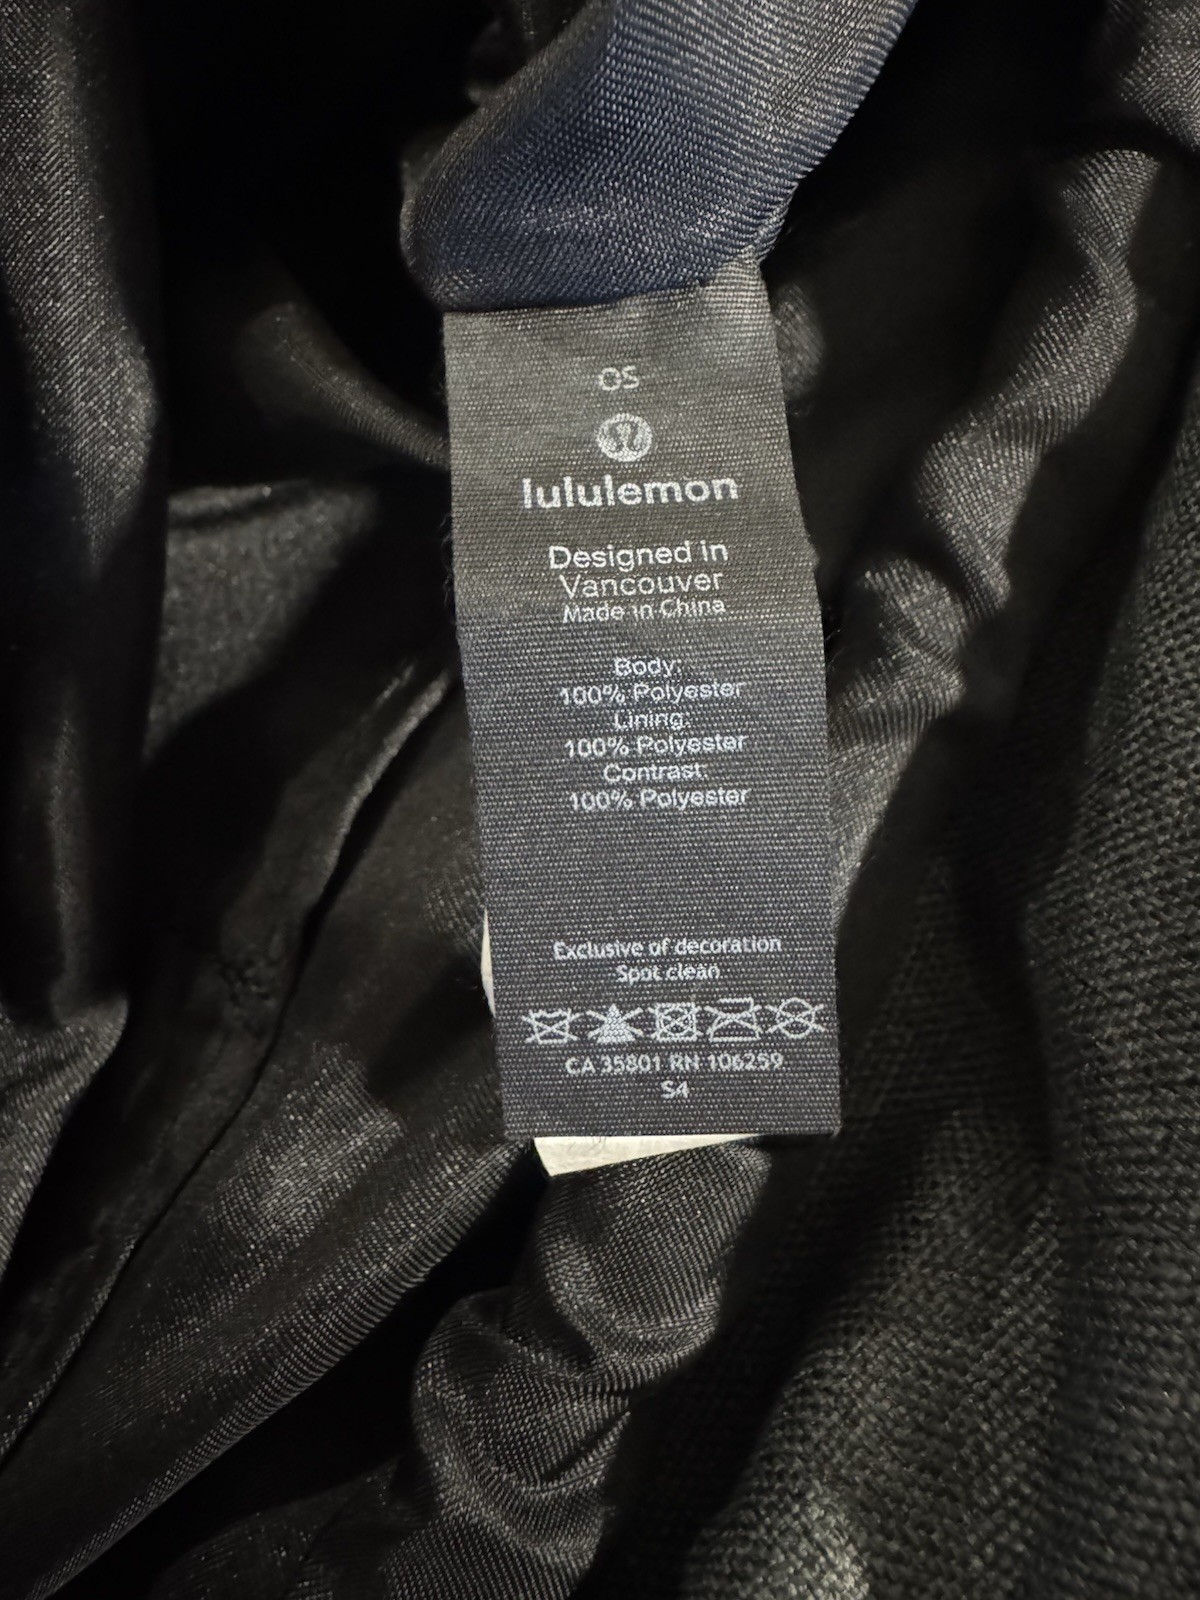 OS
lululemon
Designed in
Vancouver
Made in China
Body:
100% Polyester
Lining:
100% Polyester
Contrast:
100% Polyester
Exclusive of decoration
Spot clean
CA 35801 RN 106259
S4